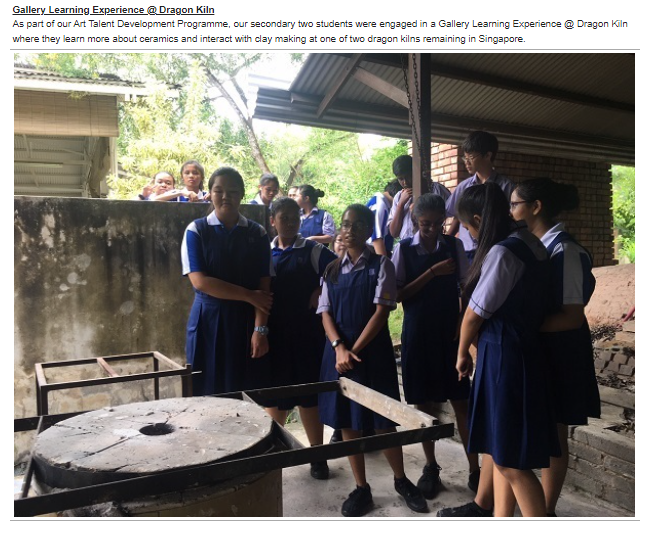 Gallery Learning Experience @ Dragon Kiln
As part of our Art Talent Development Programme, our secondary two students were engaged in a Gallery Learning Experience @ Dragon Kiln
where they learn more about ceramics and interact with clay making at one of two dragon kilns remaining in Singapore.